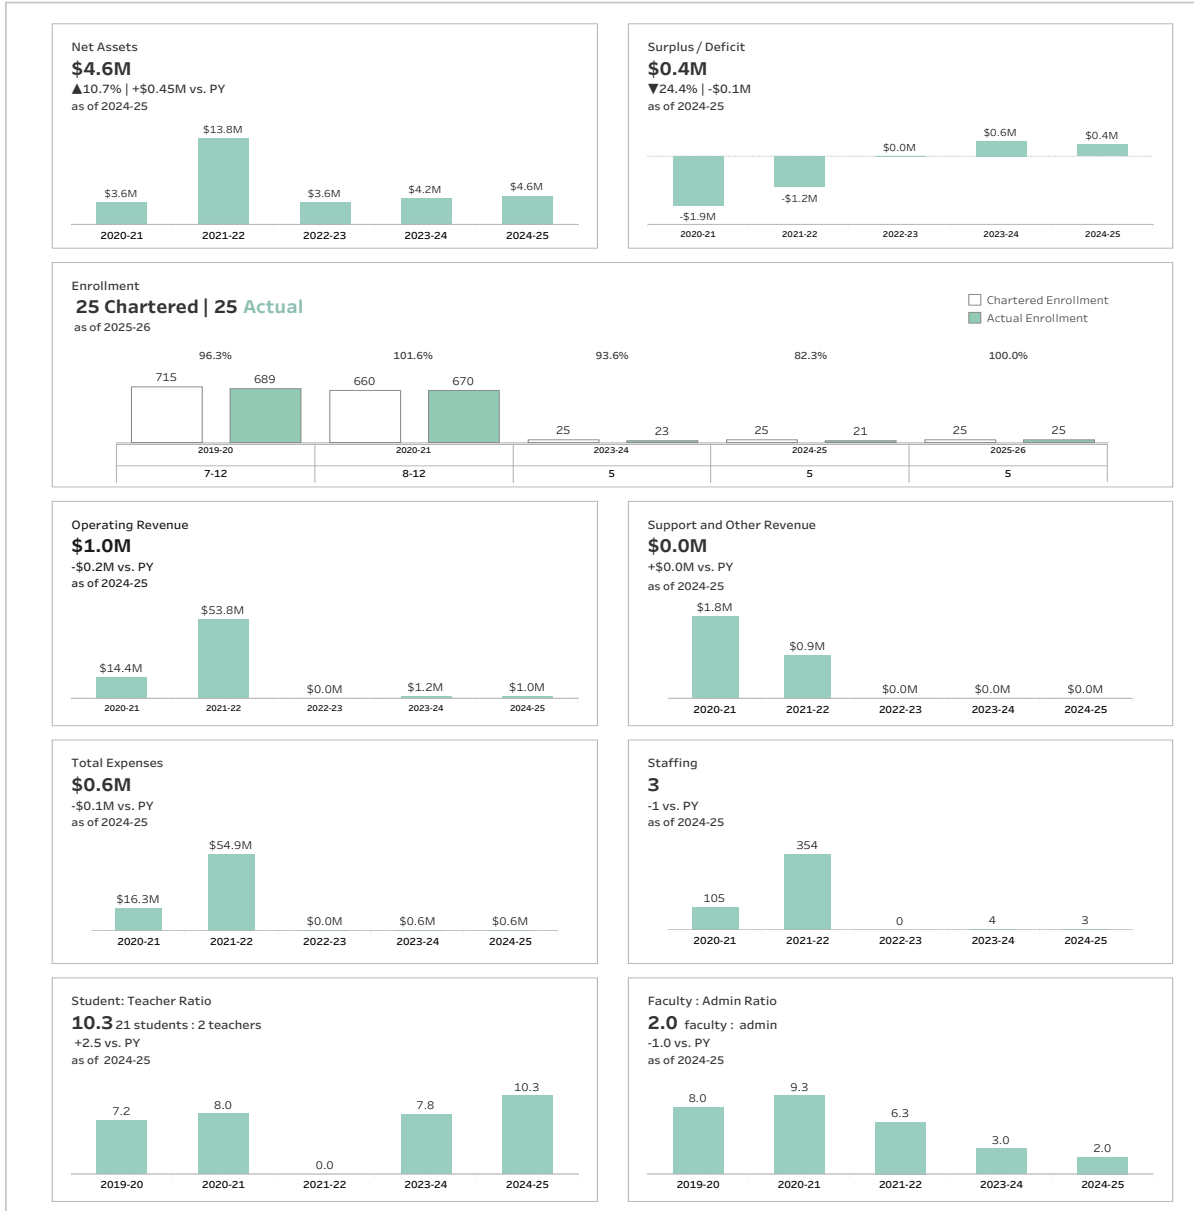 Net Assets
$4.6M
▲10.7% | +$0.45M vs. PY
as of 2024-25
$3.6M $13.8M $3.6M $4.2M $4.6M
2020-21 2021-22 2022-23 2023-24 2024-25
Surplus / Deficit
$0.4M
▼24.4% | -$0.1M
as of 2024-25
-$1.9M -$1.2M $0.0M $0.6M $0.4M
2020-21 2021-22 2022-23 2023-24 2024-25
Enrollment
25 Chartered | 25 Actual
as of 2025-26
Chartered Enrollment
Actual Enrollment
96.3% 101.6% 93.6% 82.3% 100.0%
715 689 660 670 25 23 25 21 25 25
2019-20 2020-21 2023-24 2024-25 2025-26
7-12 8-12 5 5 5
Operating Revenue
$1.0M
-$0.2M vs. PY
as of 2024-25
$14.4M $53.8M $0.0M $1.2M $1.0M
2020-21 2021-22 2022-23 2023-24 2024-25
Support and Other Revenue
$0.0M
+$0.0M vs. PY
as of 2024-25
$1.8M $0.9M $0.0M $0.0M $0.0M
2020-21 2021-22 2022-23 2023-24 2024-25
Total Expenses
$0.6M
-$0.1M vs. PY
as of 2024-25
$16.3M $54.9M $0.0M $0.6M $0.6M
2020-21 2021-22 2022-23 2023-24 2024-25
Staffing
3
-1 vs. PY
as of 2024-25
105 354 0 4 3
2020-21 2021-22 2022-23 2023-24 2024-25
Student: Teacher Ratio
10.3 21 students : 2 teachers
+2.5 vs. PY
as of 2024-25
7.2 8.0 0.0 7.8 10.3
2019-20 2020-21 2021-22 2023-24 2024-25
Faculty : Admin Ratio
2.0 faculty : admin
-1.0 vs. PY
as of 2024-25
8.0 9.3 6.3 3.0 2.0
2019-20 2020-21 2021-22 2023-24 2024-25